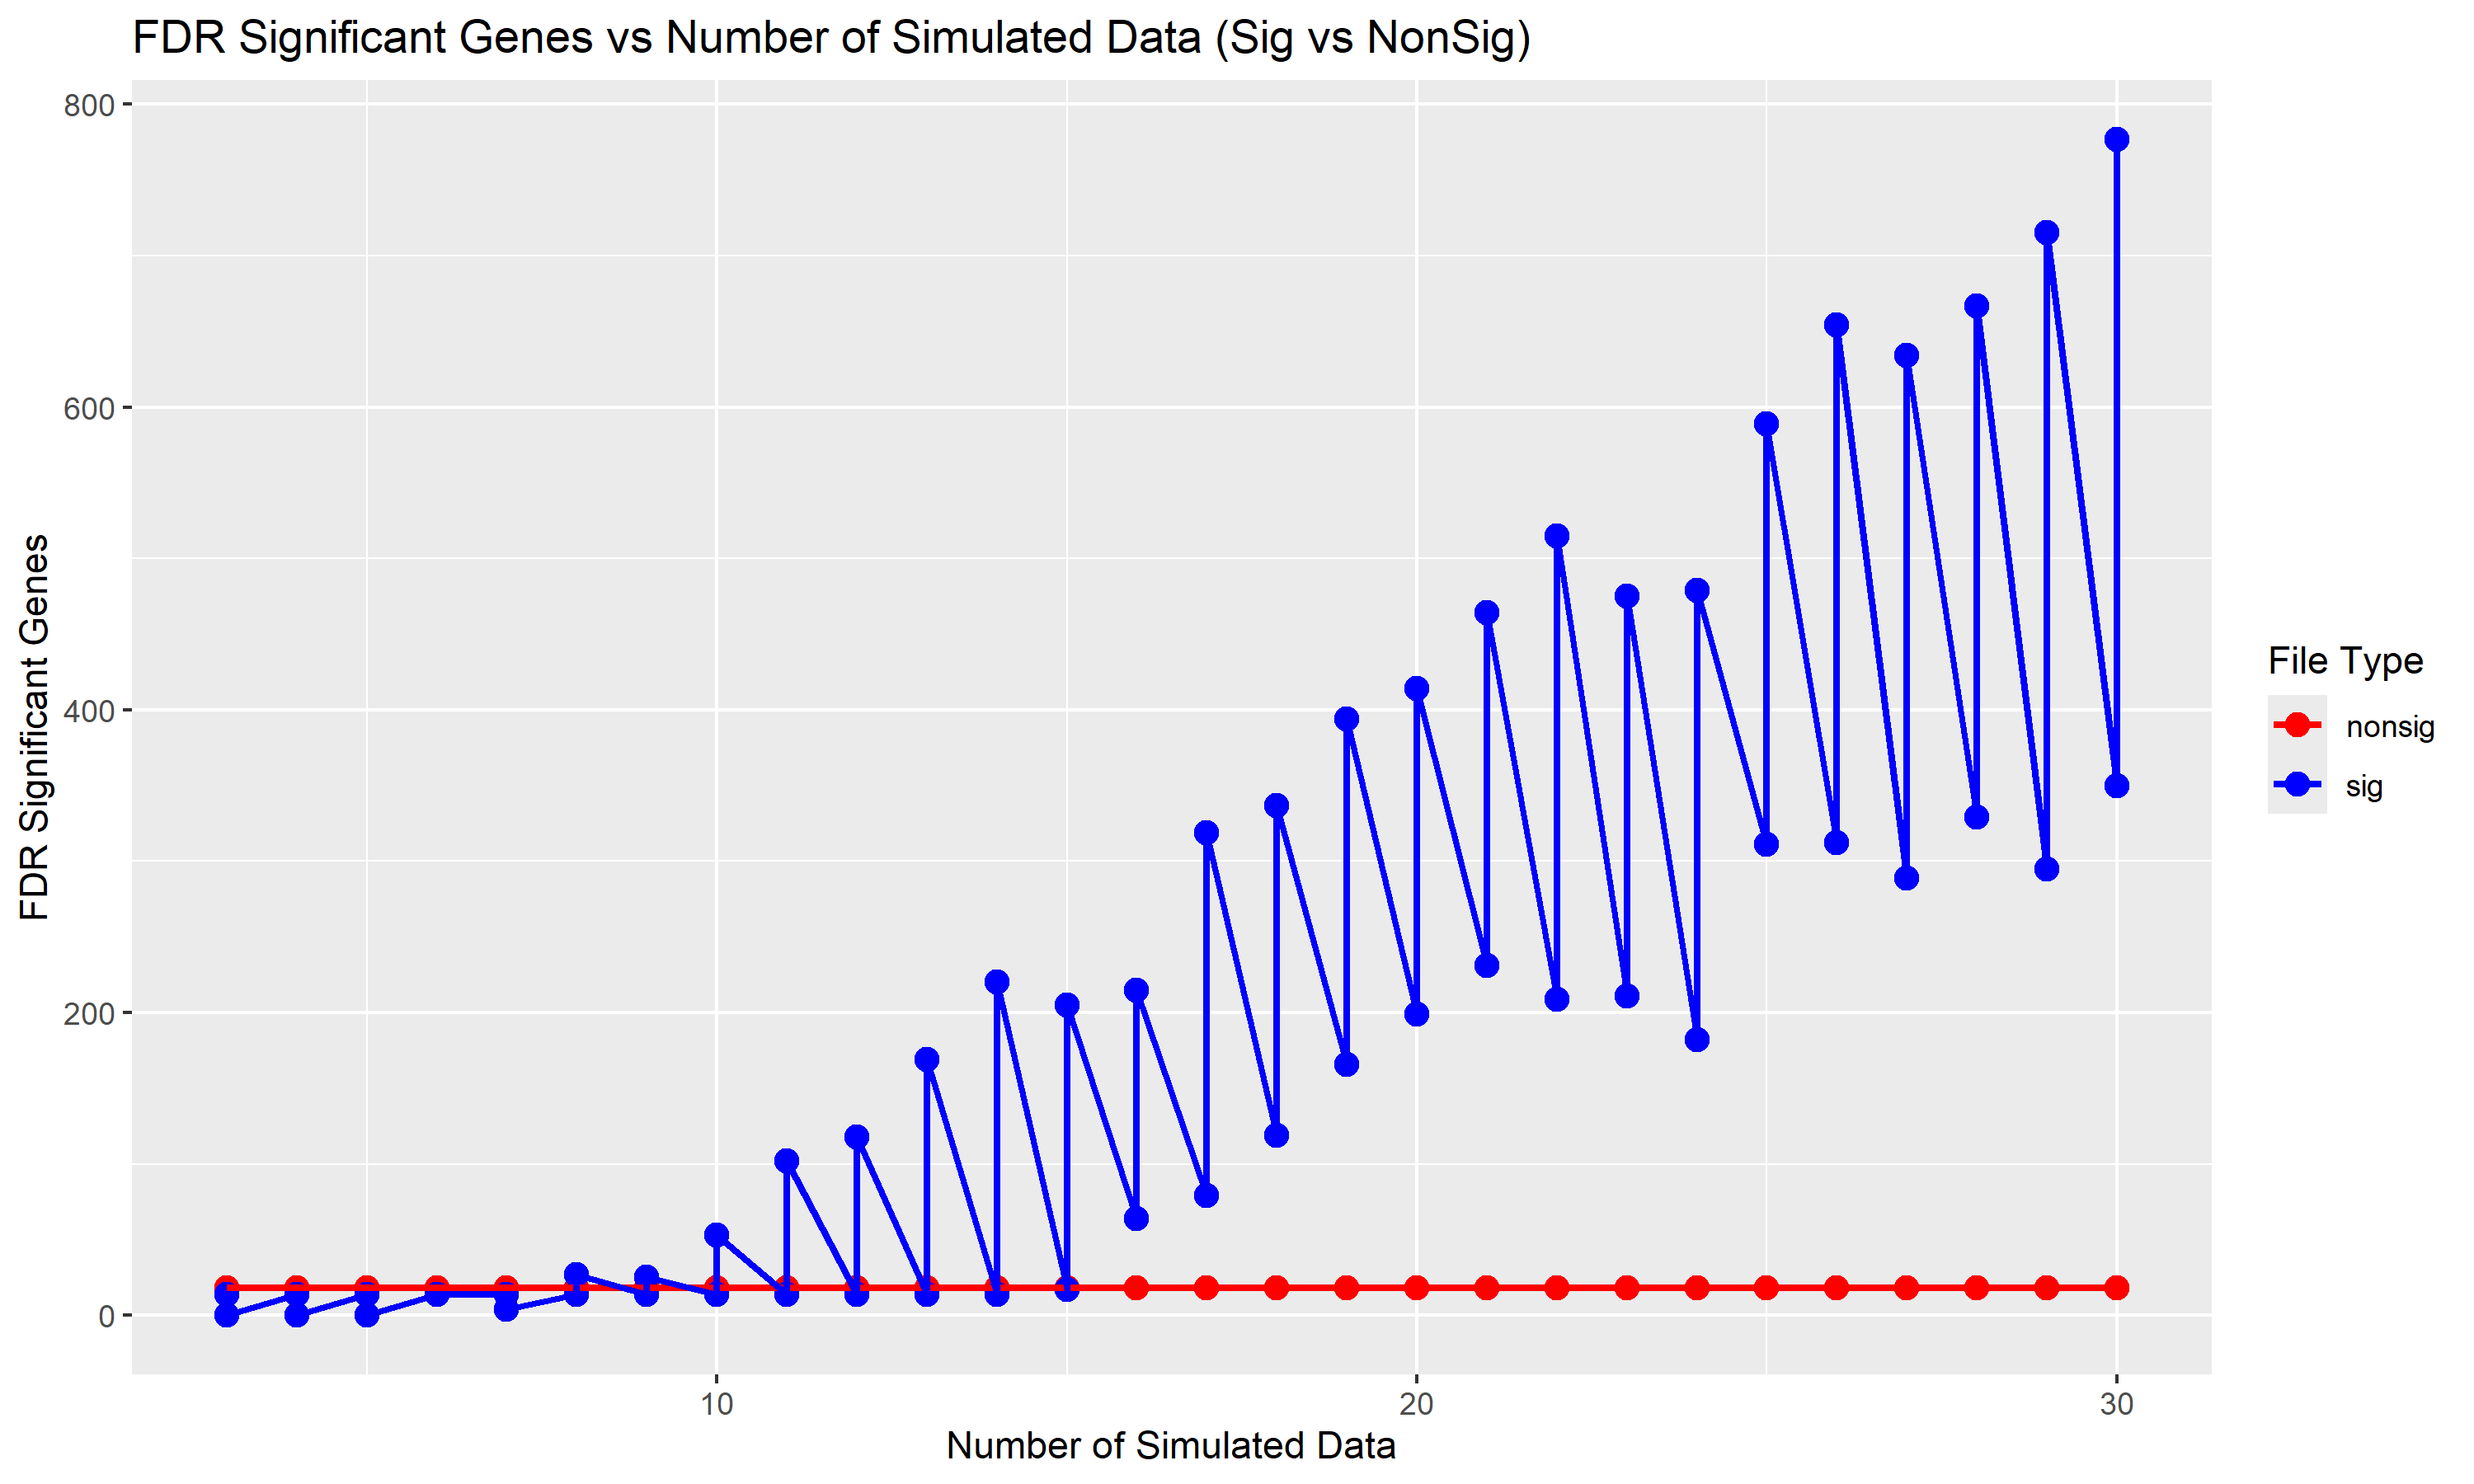 FDR Significant Genes vs Number of Simulated Data (Sig vs NonSig)
800
600
400
200
0
FDR Significant Genes
10
20
30
Number of Simulated Data
File Type
nonsig
sig